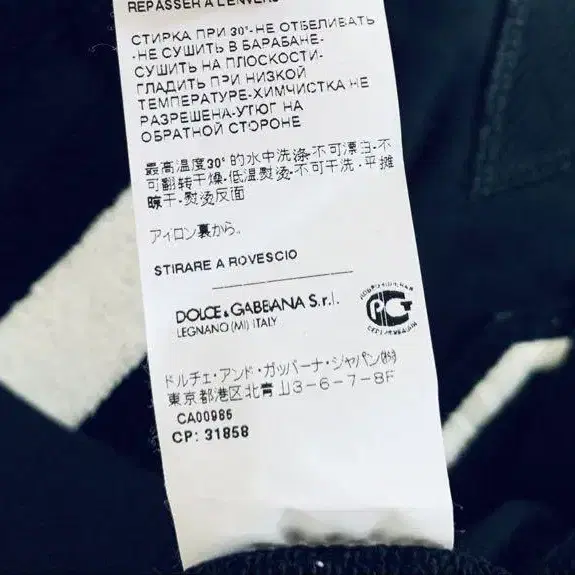 REPASSER A L'ENVERS
СТИРКА ПРИ 30°-НЕ ОТБЕЛИВАТЬ
-НЕ СУШИТЬ В БАРАБАНЕ-
СУШИТЬ НА ПЛОСКОСТИ-
ГЛАДИТЬ ПРИ НИЗКОЙ
ТЕМПЕРАТУРЕ-ХИМЧИСТКА НЕ
РАЗРЕШЕНА-УТЮГ НА
ОБРАТНОЙ СТОРОНЕ
最高温度30°的水中洗涤·不可漂白·不
可翻转干燥·低温熨烫·不可干洗·平摊
晾干·熨烫反面
アイロン裏から。
STIRARE A ROVESCIO
DOLCE & GABBANA S.r.l.
LEGNANO (MI) ITALY
РСТ
ドルチェ・アンド・ガッバーナ・ジャパン㈱
東京都港区北青山3-6-7-8F
CA00986
CP: 31858